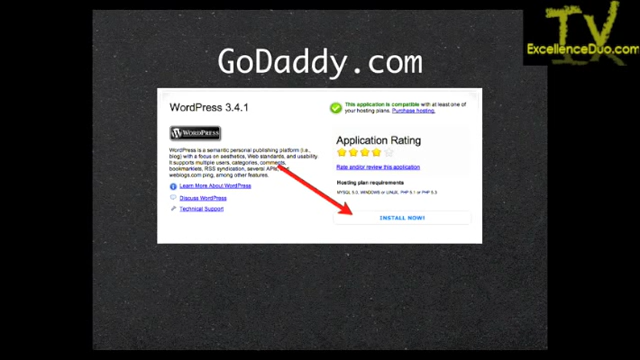 IX
ExcellenceDuo.com
GoDaddy.com
WordPress 3.4.1
This application is compatible with at least one
of your hosting plans. Purchase hosting.
WORDPRESS
Application Rating
WordPress is a semantic personal publishing platform (i.e.,
blog) with a focus on aesthetics, Web standards, and usability.
It supports multiple users, categories, comments,
bookmarks, RSS syndication, several APIs, and
weblogs.com ping, among other features.
Rate and/or review this application
Hosting plan requirements
MYSQL 5.0, WINDOWS or LINUX, PHP 5.1 or PHP 5.3
Learn More About WordPress
Discuss WordPress
Technical Support
INSTALL NOW!